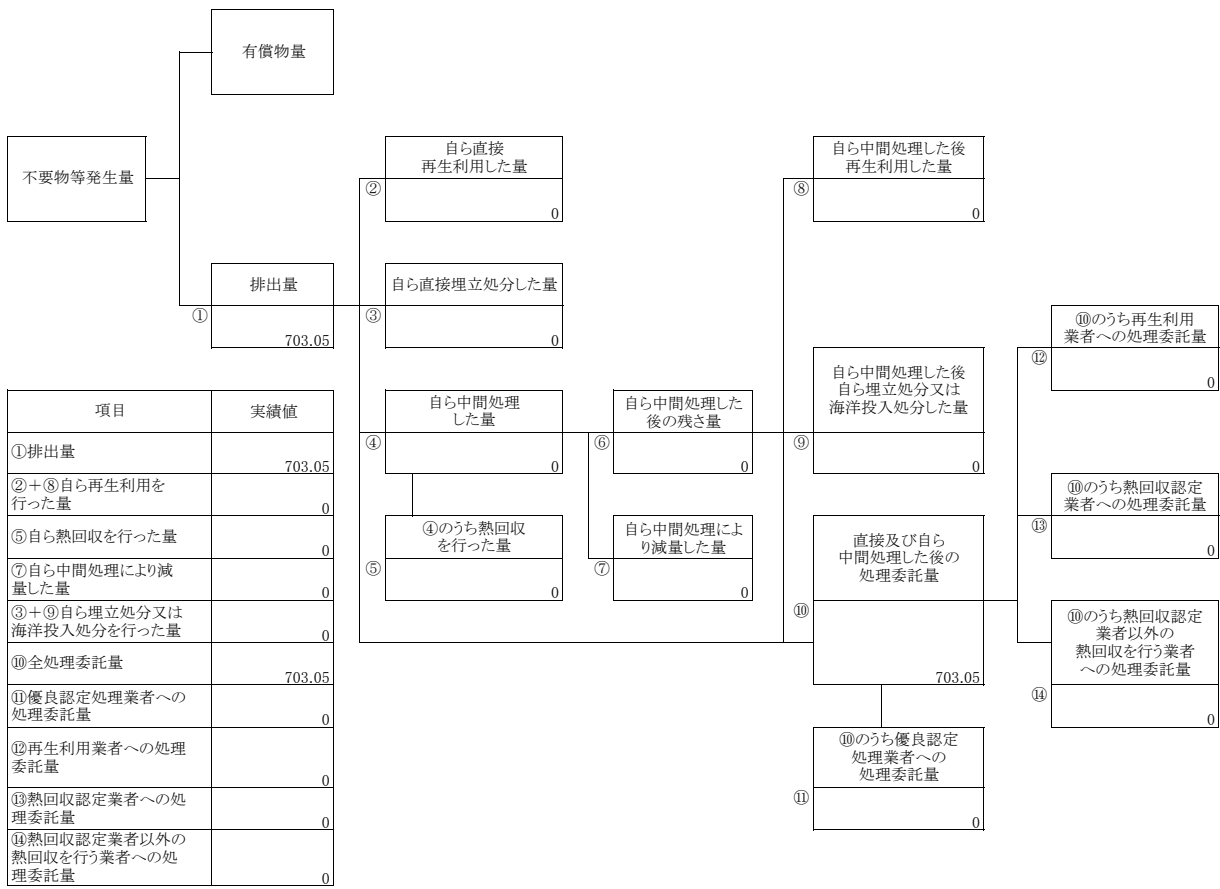 有償物量
不要物等発生量
自ら直接
再生利用した量
②
0
自ら中間処理した後
再生利用した量
⑧
0
排出量
①
703.05
自ら直接埋立処分した量
③
0
⑩のうち再生利用
業者への処理委託量
⑫
0
自ら中間処理
した量
④
0
自ら中間処理した
後の残さ量
⑥
0
自ら中間処理した後
自ら埋立処分又は
海洋投入処分した量
⑨
0
⑩のうち熱回収認定
業者への処理委託量
⑬
0
④のうち熱回収
を行った量
⑤
0
自ら中間処理によ
り減量した量
⑦
0
直接及び自ら
中間処理した後の
処理委託量
⑩
703.05
⑩のうち熱回収認定
業者以外の
熱回収を行う業者
への処理委託量
⑭
0
⑩のうち優良認定
処理業者への
処理委託量
⑪
0
項目 実績値
①排出量
703.05
②+⑧自ら再生利用を
行った量
0
⑤自ら熱回収を行った量
0
⑦自ら中間処理により減
量した量
0
③+⑨自ら埋立処分又は
海洋投入処分を行った量
0
⑩全処理委託量
703.05
⑪優良認定処理業者への
処理委託量
0
⑫再生利用業者への処理
委託量
0
⑬熱回収認定業者への処
理委託量
0
⑭熱回収認定業者以外の
熱回収を行う業者への処
理委託量
0